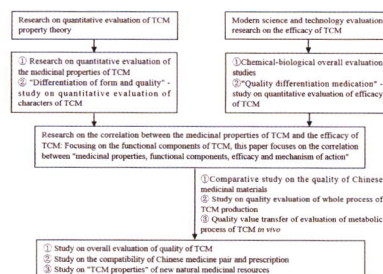 Research on quantitative evaluation of TCM
property theory
Modern science and technology evaluation
research on the efficacy of TCM
① Research on quantitative evaluation of
the medicinal properties of TCM
② "Differentiation of form and quality" -
study on quantitative evaluation of
characters of TCM
①Chemical-biological overall evaluation
studies
②"Quality differentiation medication" -
study on quantitative evaluation of efficacy
of TCM
Research on the correlation between the medicinal properties of TCM and the efficacy of
TCM: Focusing on the functional components of TCM, this paper focuses on the correlation
between "medicinal properties, functional components, efficacy and mechanism of action"
①Comparative study on the quality of Chinese
medicinal materials
② Study on quality evaluation of whole process of
TCM production
③ Quality value transfer of evaluation of metabolic
process of TCM in vivo
① Study on overall evaluation of quality of TCM
② Study on the compatibility of Chinese medicine pair and prescription
③ Study on "TCM properties" of new natural medicinal resources